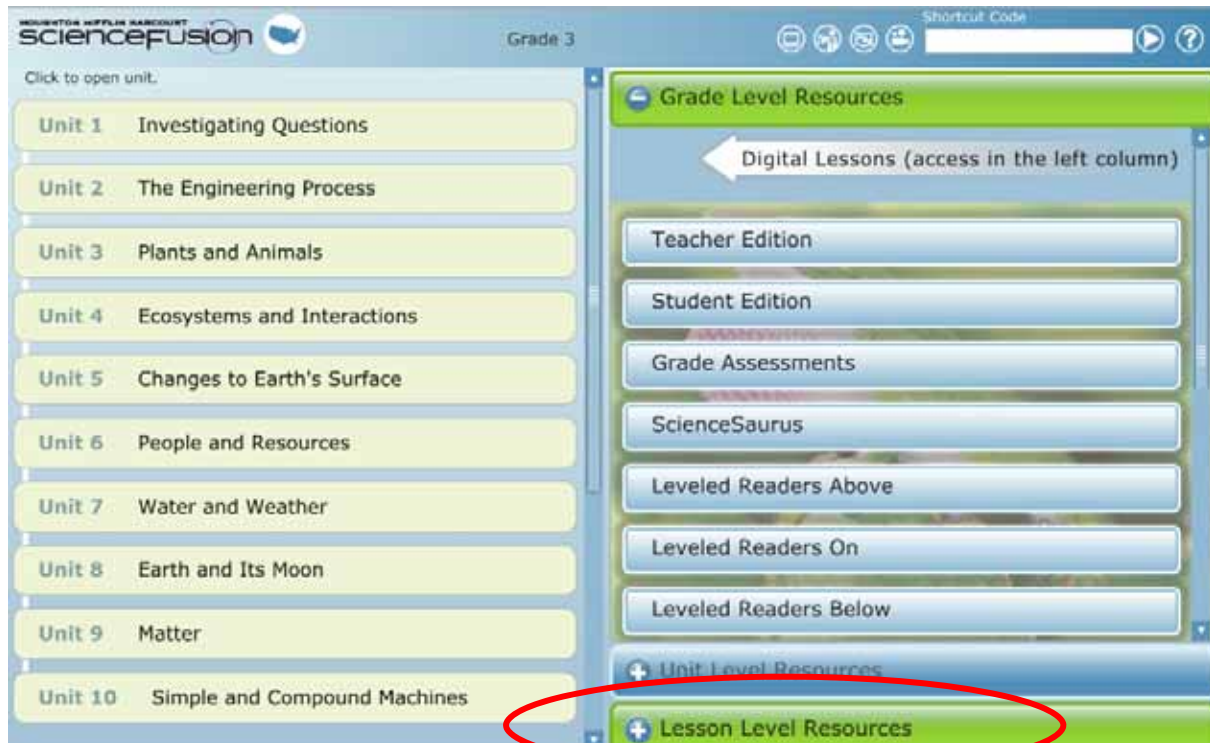 HOUGHTON MIFFLIN HARCOURT
scienceFusion
Grade 3
Shortcut Code
?
Click to open unit.
Unit 1 Investigating Questions
Unit 2 The Engineering Process
Unit 3 Plants and Animals
Unit 4 Ecosystems and Interactions
Unit 5 Changes to Earth's Surface
Unit 6 People and Resources
Unit 7 Water and Weather
Unit 8 Earth and Its Moon
Unit 9 Matter
Unit 10 Simple and Compound Machines
Grade Level Resources
Digital Lessons (access in the left column)
Teacher Edition
Student Edition
Grade Assessments
ScienceSaurus
Leveled Readers Above
Leveled Readers On
Leveled Readers Below
Unit Level Resources
Lesson Level Resources